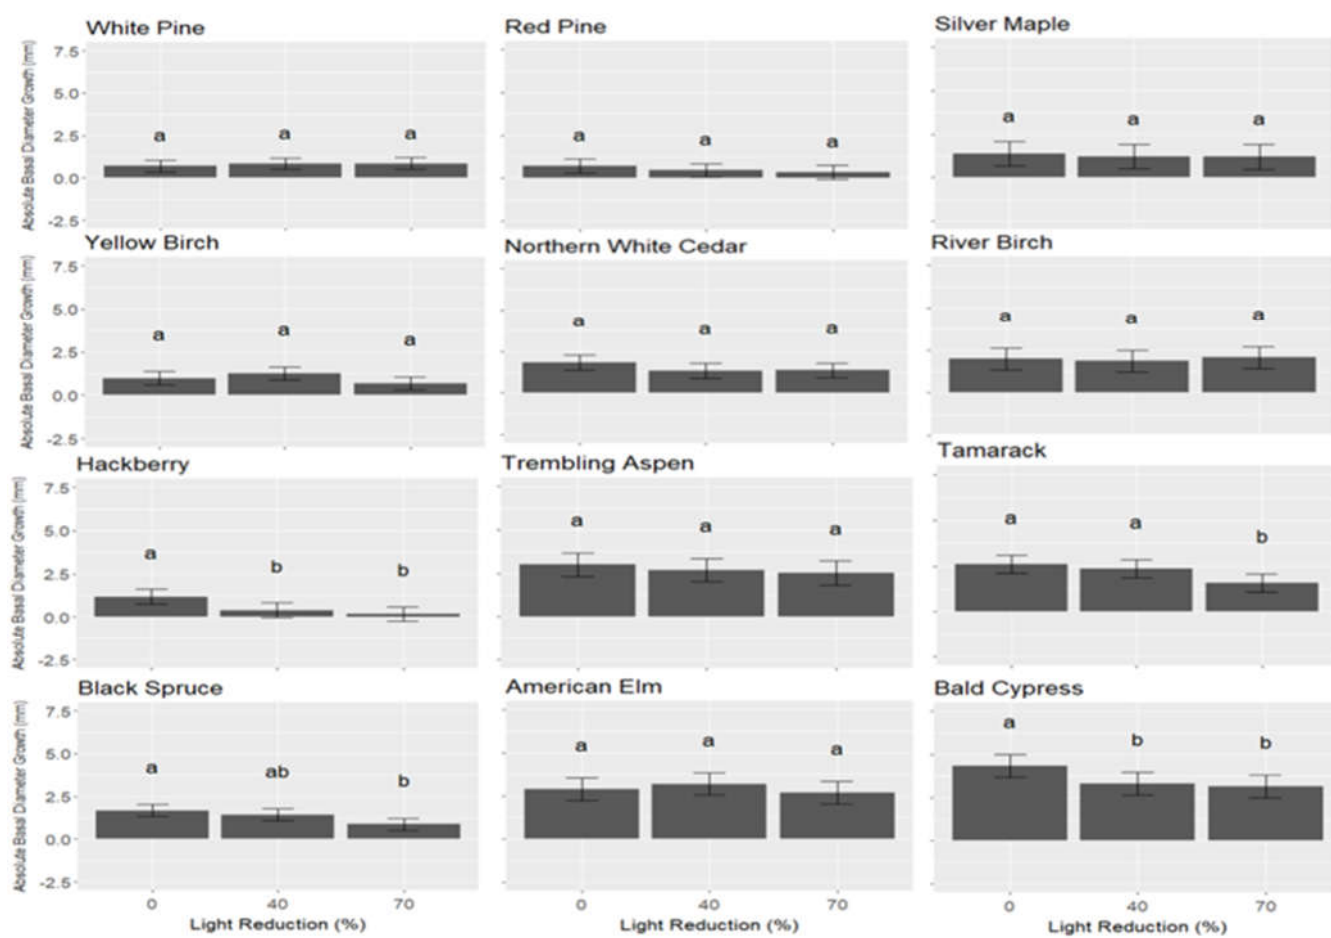 White Pine
Red Pine
Silver Maple
Absolute Basal Diameter Growth (mm)
7.5
5.0
2.5
0.0
-2.5
a a a
a a a
a a a
Yellow Birch
Northern White Cedar
River Birch
Absolute Basal Diameter Growth (mm)
7.5
5.0
2.5
0.0
-2.5
a a a
a a a
a a a
Hackberry
Trembling Aspen
Tamarack
Absolute Basal Diameter Growth (mm)
7.5
5.0
2.5
0.0
-2.5
a b b
a a a
a a b
Black Spruce
American Elm
Bald Cypress
Absolute Basal Diameter Growth (mm)
7.5
5.0
2.5
0.0
-2.5
a ab b
a a a
a b b
0 40 70
0 40 70
0 40 70
Light Reduction (%)
Light Reduction (%)
Light Reduction (%)